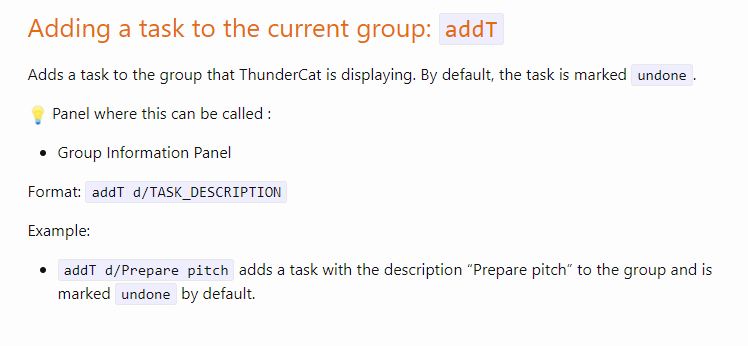 Adding a task to the current group: addT
Adds a task to the group that ThunderCat is displaying. By default, the task is marked undone.
Panel where this can be called :
Group Information Panel
Format: addT d/TASK_DESCRIPTION
Example:
addT d/Prepare pitch adds a task with the description “Prepare pitch” to the group and is
marked undone by default.